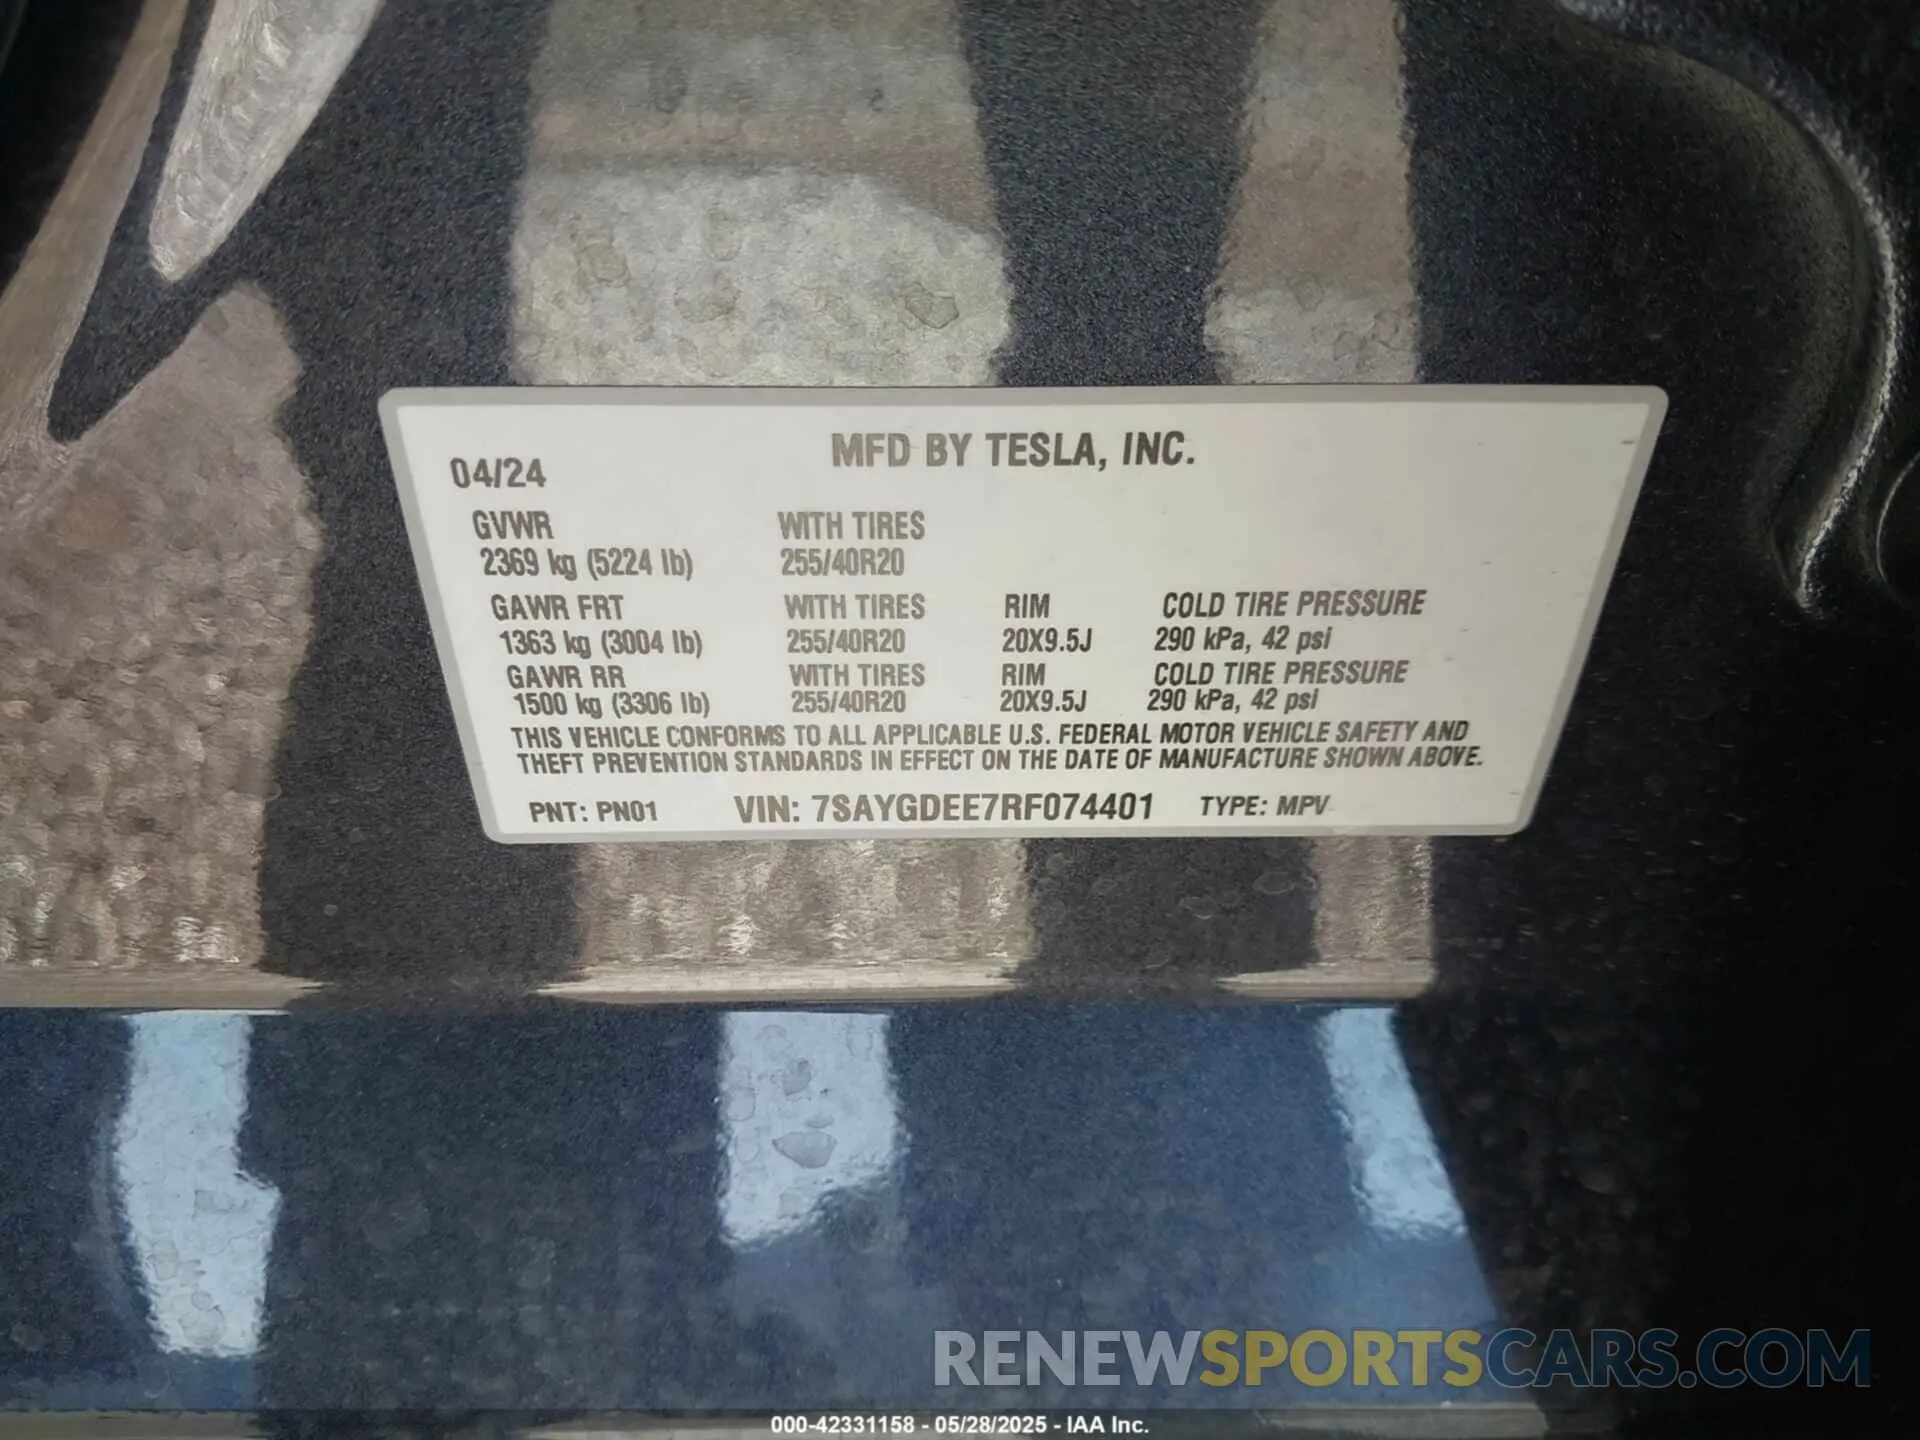 MFD BY TESLA, INC.
04/24
GVWR WITH TIRES
2369 kg (5224 lb) 255/40R20
GAWR FRT WITH TIRES RIM COLD TIRE PRESSURE
1363 kg (3004 lb) 255/40R20 20X9.5J 290 kPa, 42 psi
GAWR RR WITH TIRES RIM COLD TIRE PRESSURE
1500 kg (3306 lb) 255/40R20 20X9.5J 290 kPa, 42 psi
THIS VEHICLE CONFORMS TO ALL APPLICABLE U.S. FEDERAL MOTOR VEHICLE SAFETY AND
THEFT PREVENTION STANDARDS IN EFFECT ON THE DATE OF MANUFACTURE SHOWN ABOVE.
PNT: PN01 VIN: 7SAYGDEE7RF074401 TYPE: MPV
RENEWSPORTSCARS.COM
000-42331158 - 05/28/2025 - IAA Inc.